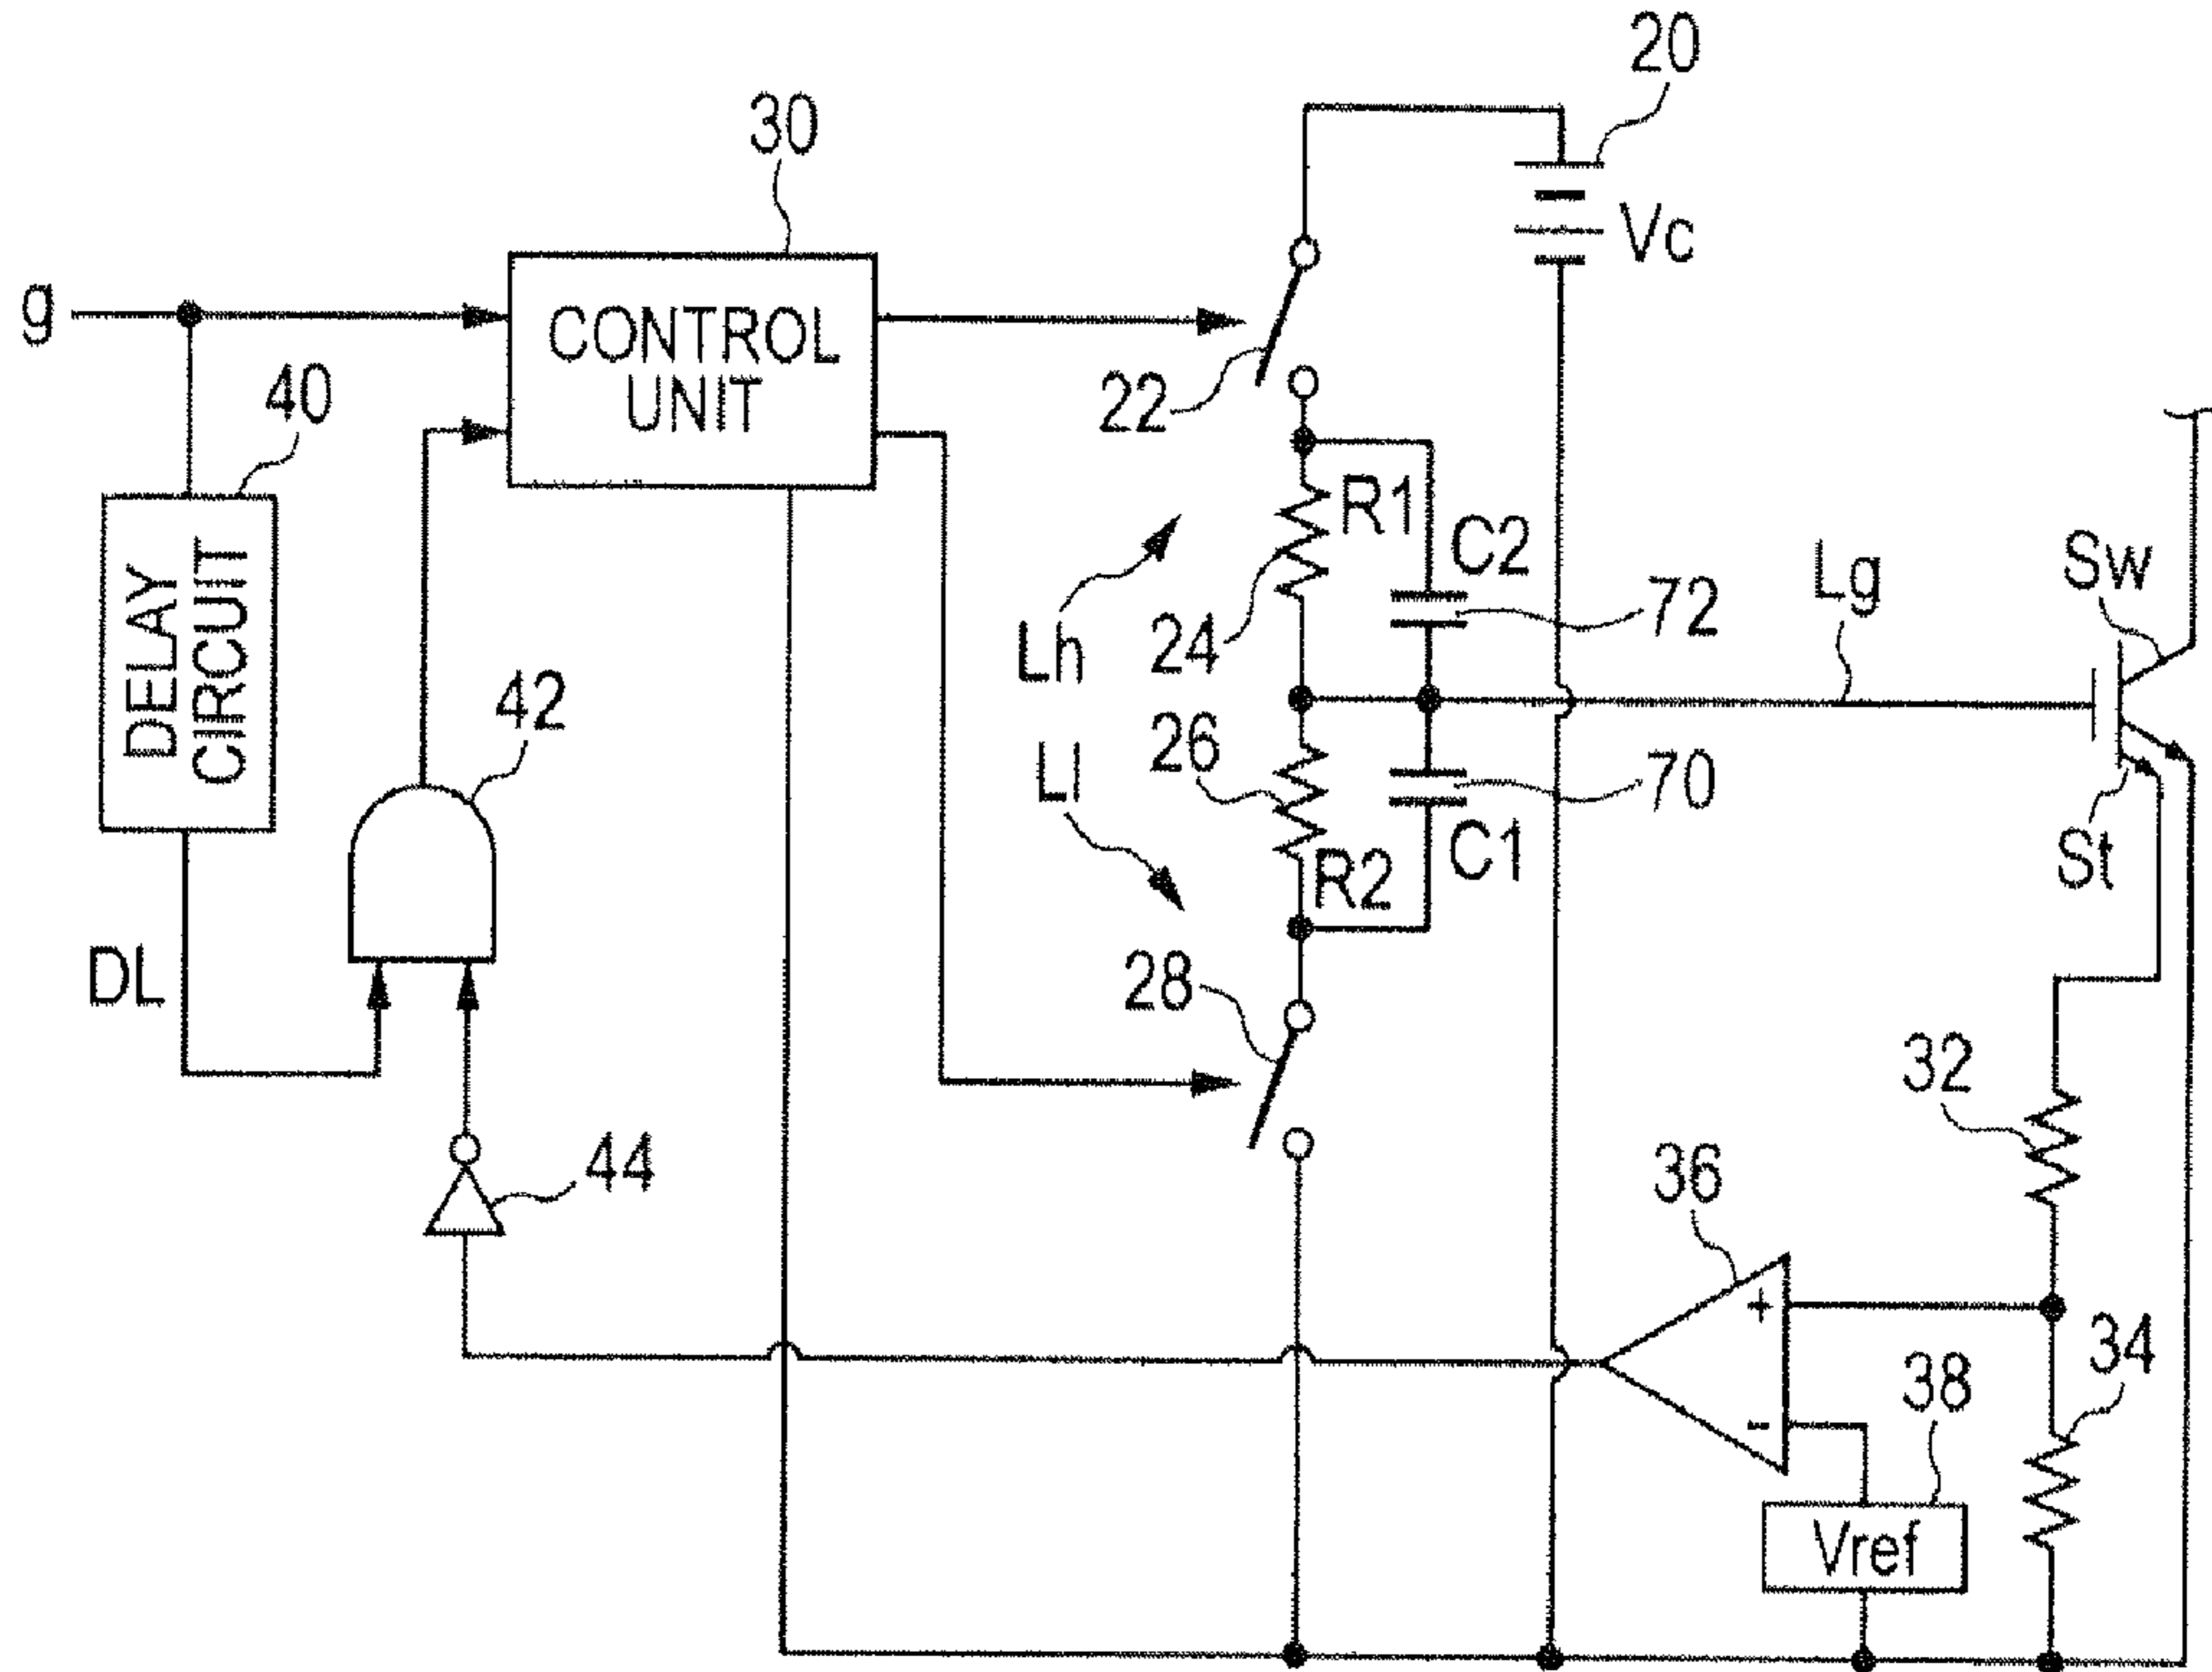 20
30
Vc
g
CONTROL
UNIT
22
40
R1
C2
Sw
Lg
DELAY
CIRCUIT
72
24
Lh
42
26
Ll
70
C1
St
R2
DL
28
32
44
36
+
34
38
-
Vref